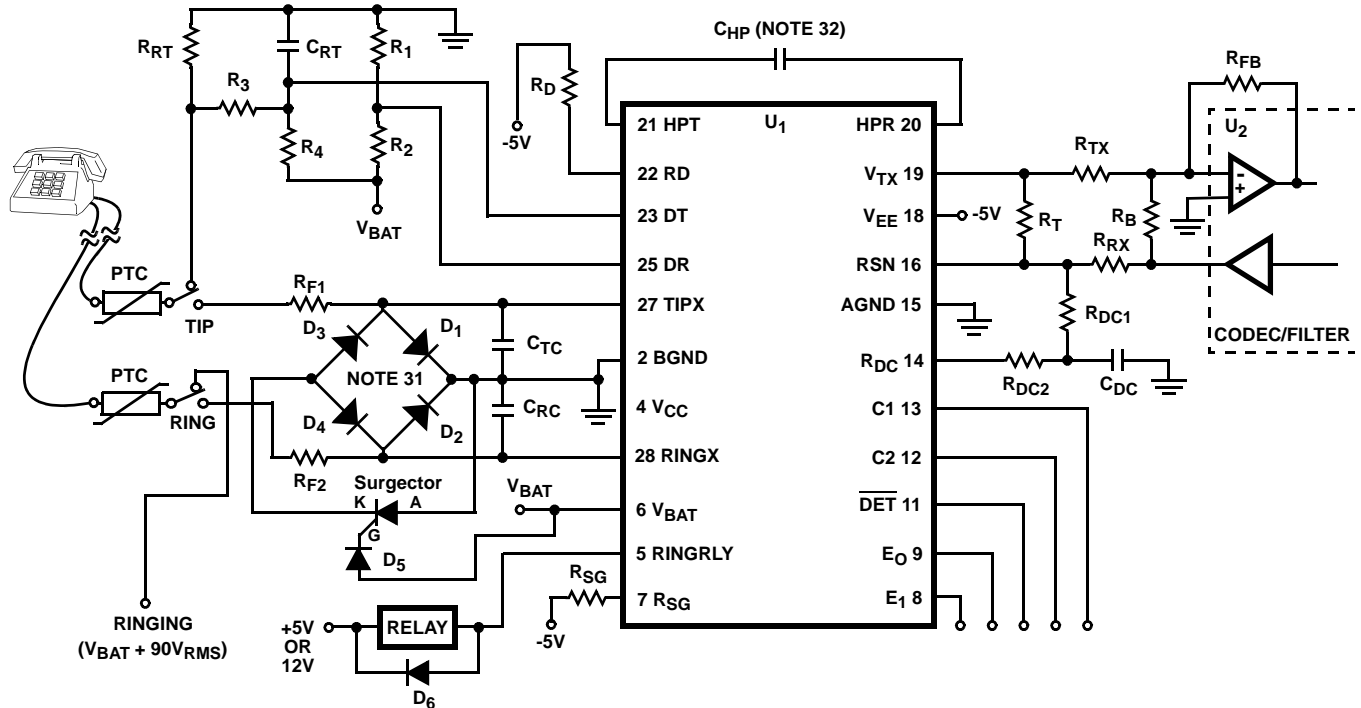 C_HP (NOTE 32)
R_RT
C_RT
R_1
R_3
R_4
R_2
V_BAT
-5V
R_D
U_1
21 HPT
HPR 20
22 RD
V_TX 19
23 DT
V_EE 18
-5V
25 DR
RSN 16
27 TIPX
AGND 15
2 BGND
R_DC 14
4 V_CC
C1 13
28 RINGX
C2 12
6 V_BAT
DET 11
5 RINGRLY
E_O 9
7 R_SG
E_1 8
R_FB
U_2
R_TX
-
+
R_T
R_B
R_RX
R_DC1
CODEC/FILTER
R_DC2
C_DC
PTC
TIP
R_F1
D_3
D_1
C_TC
NOTE 31
PTC
RING
D_4
D_2
C_RC
R_F2
Surgector
K
A
G
D_5
V_BAT
R_SG
-5V
RINGING
(V_BAT + 90V_RMS)
+5V
OR
12V
RELAY
D_6